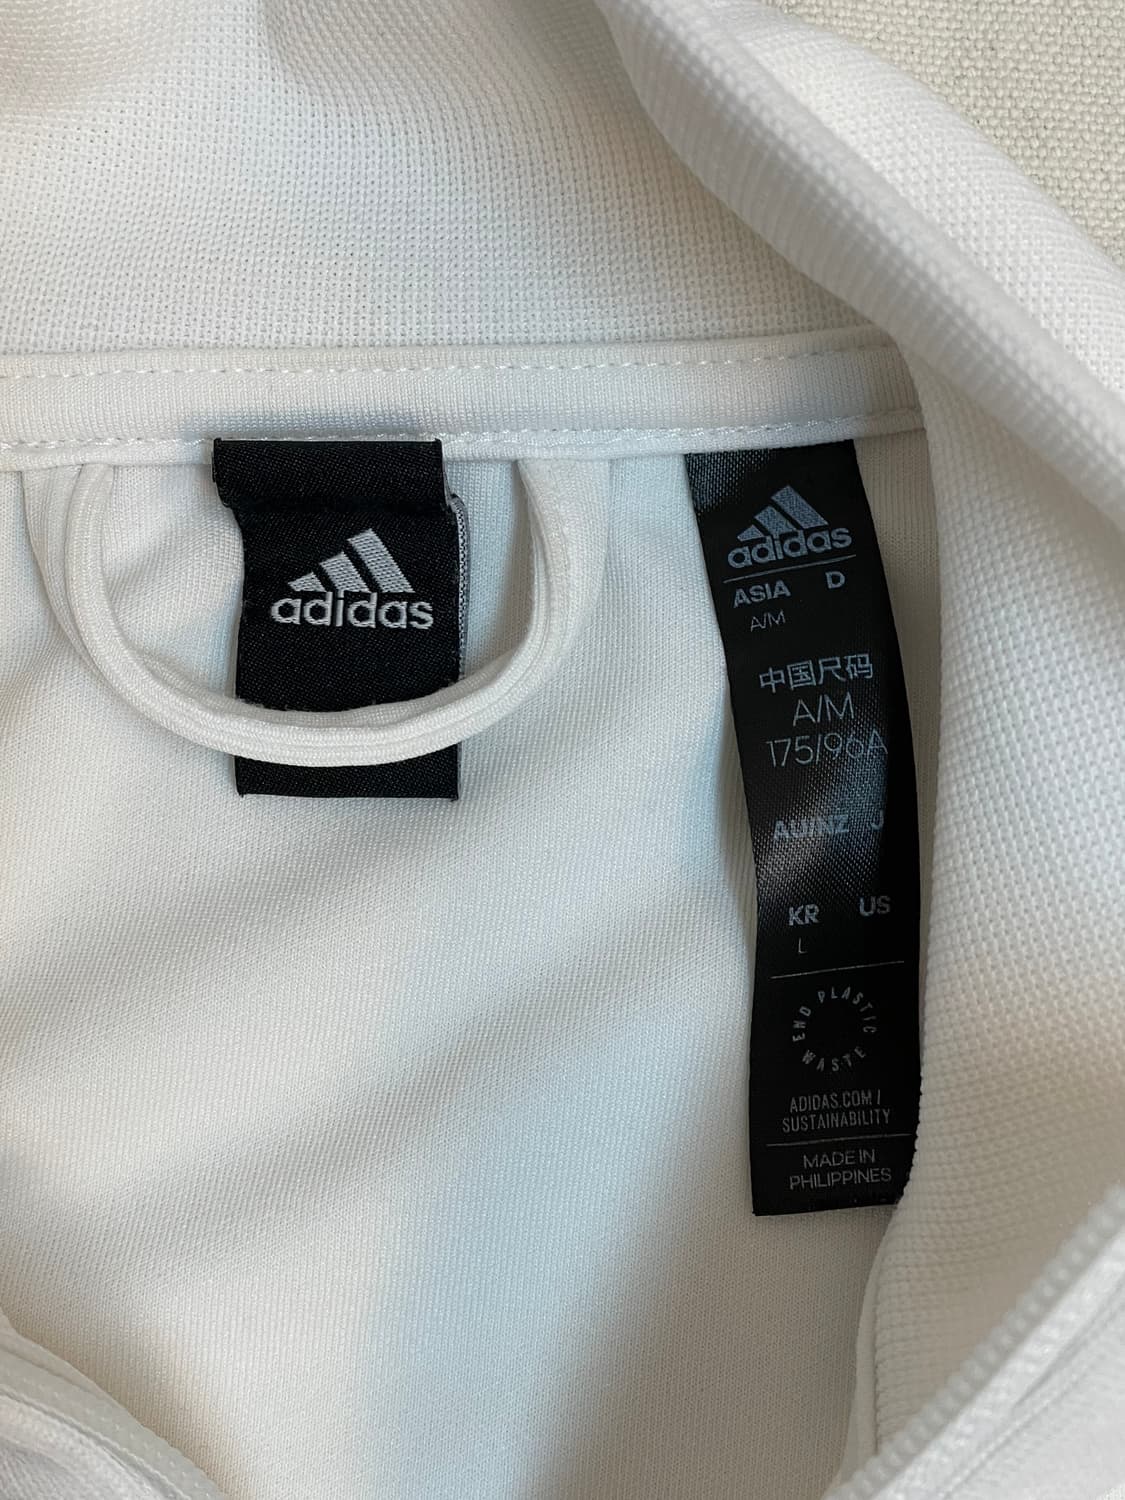 adidas
adidas
ASIA D
A/M
中国尺码
A/M
175/96A
AU/NZ J
KR US
L
END PLASTIC WASTE
ADIDAS.COM/
SUSTAINABILITY
MADE IN
PHILIPPINES